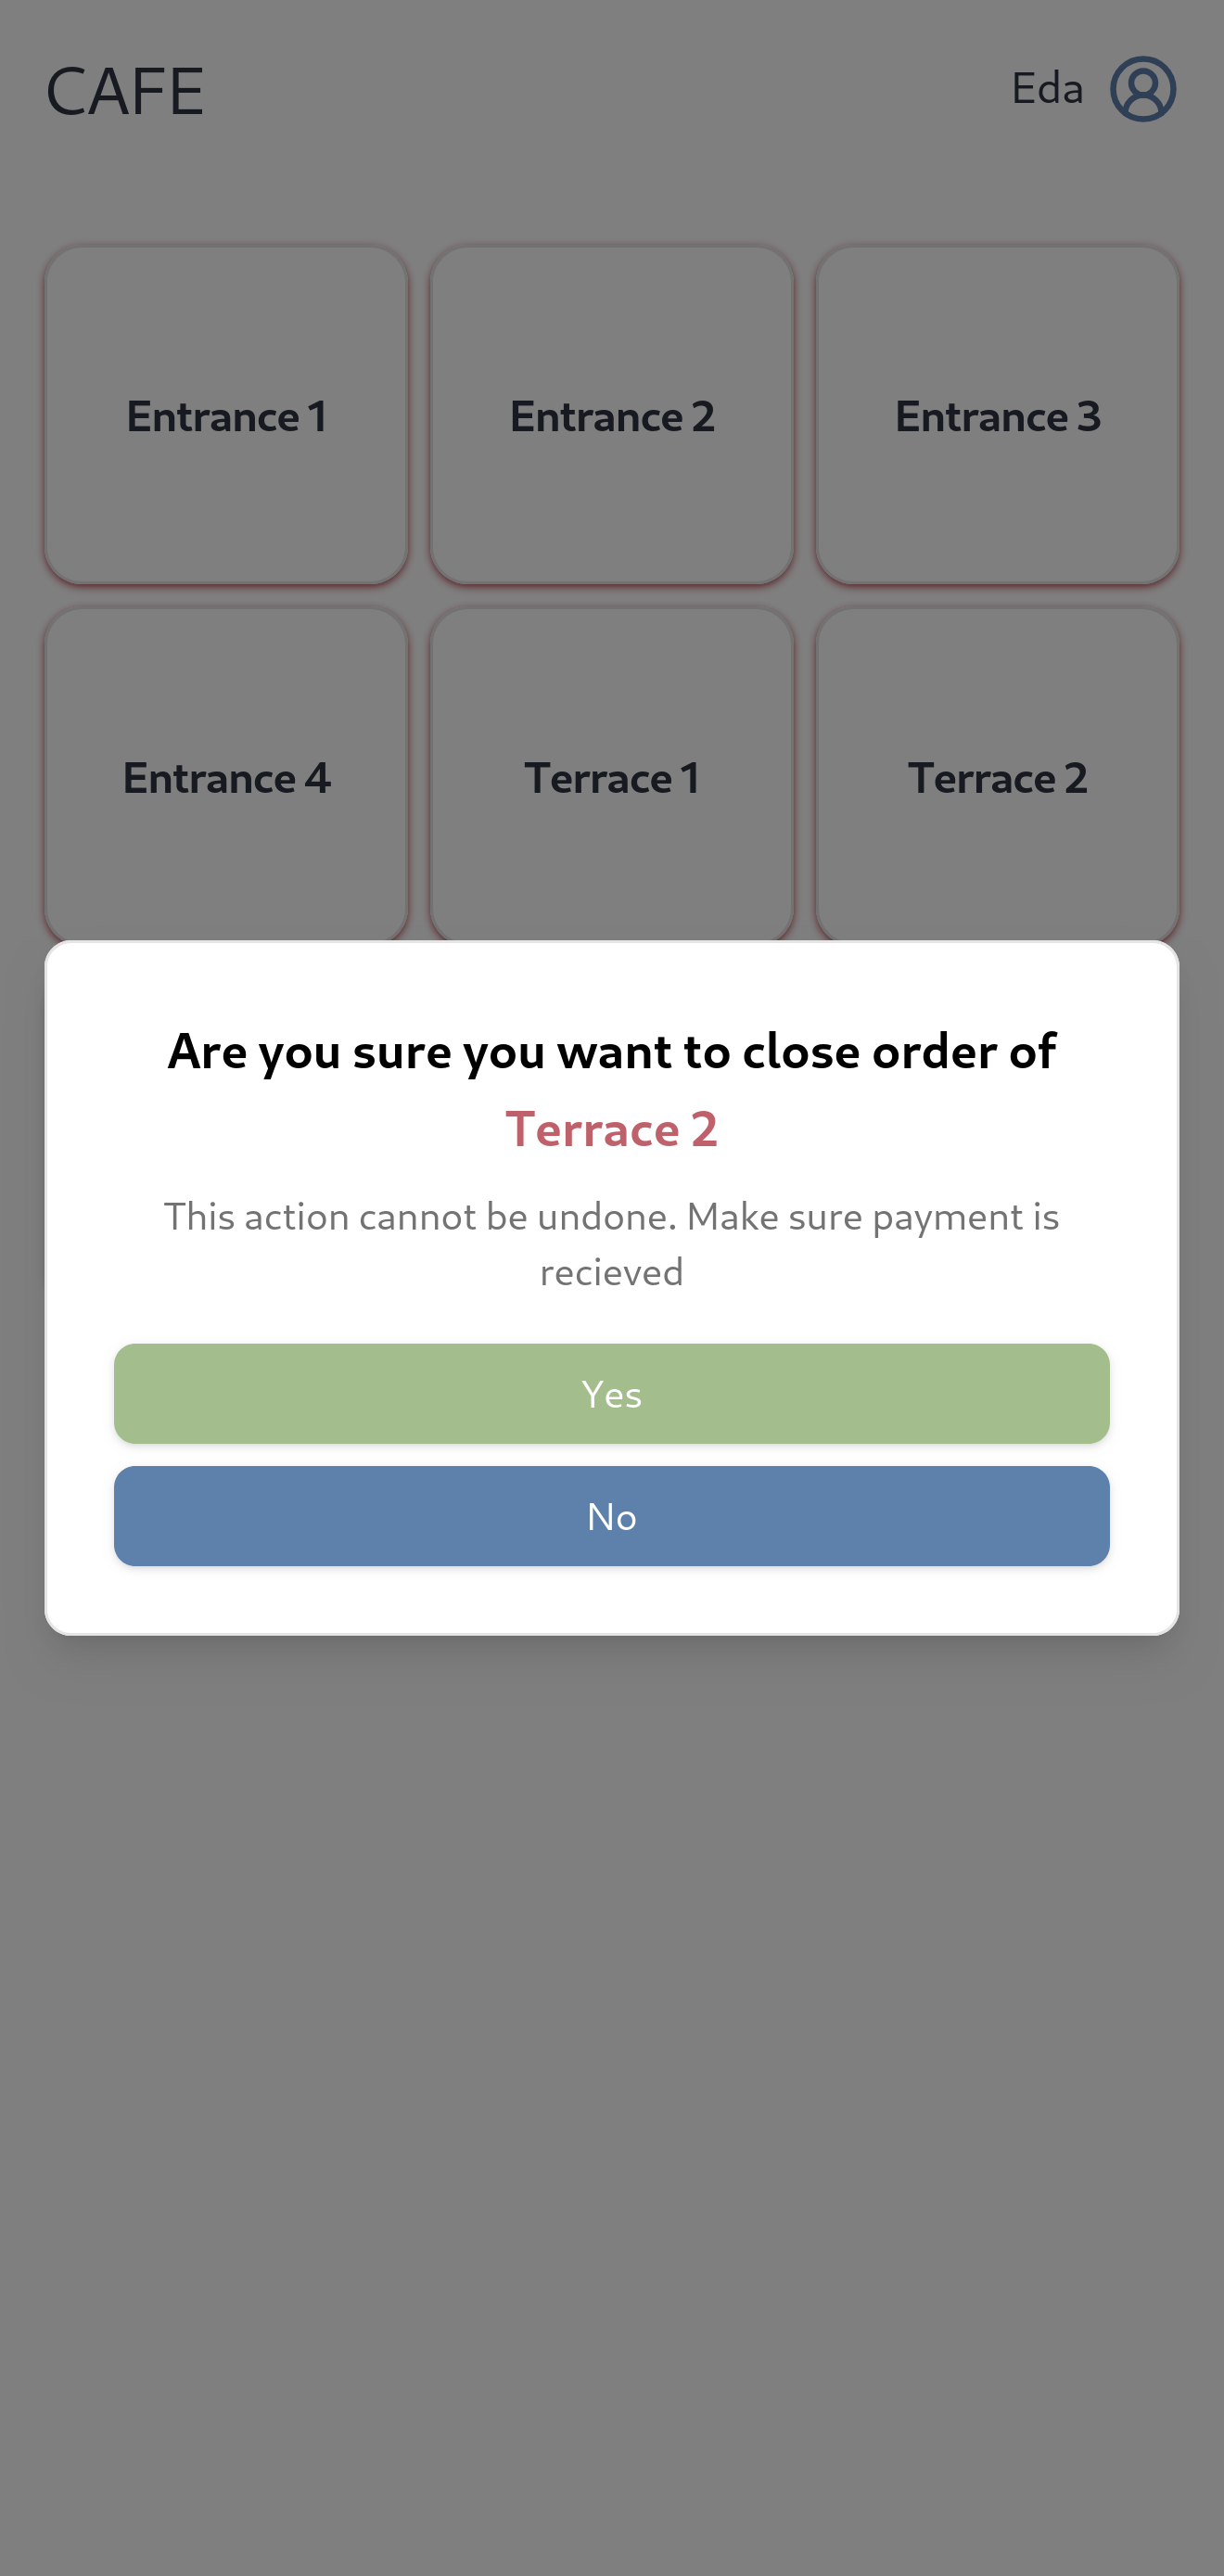 CAFE
Eda
Entrance 1
Entrance 2
Entrance 3
Entrance 4
Terrace 1
Terrace 2
Are you sure you want to close order of
Terrace 2
This action cannot be undone. Make sure payment is
recieved
Yes
No